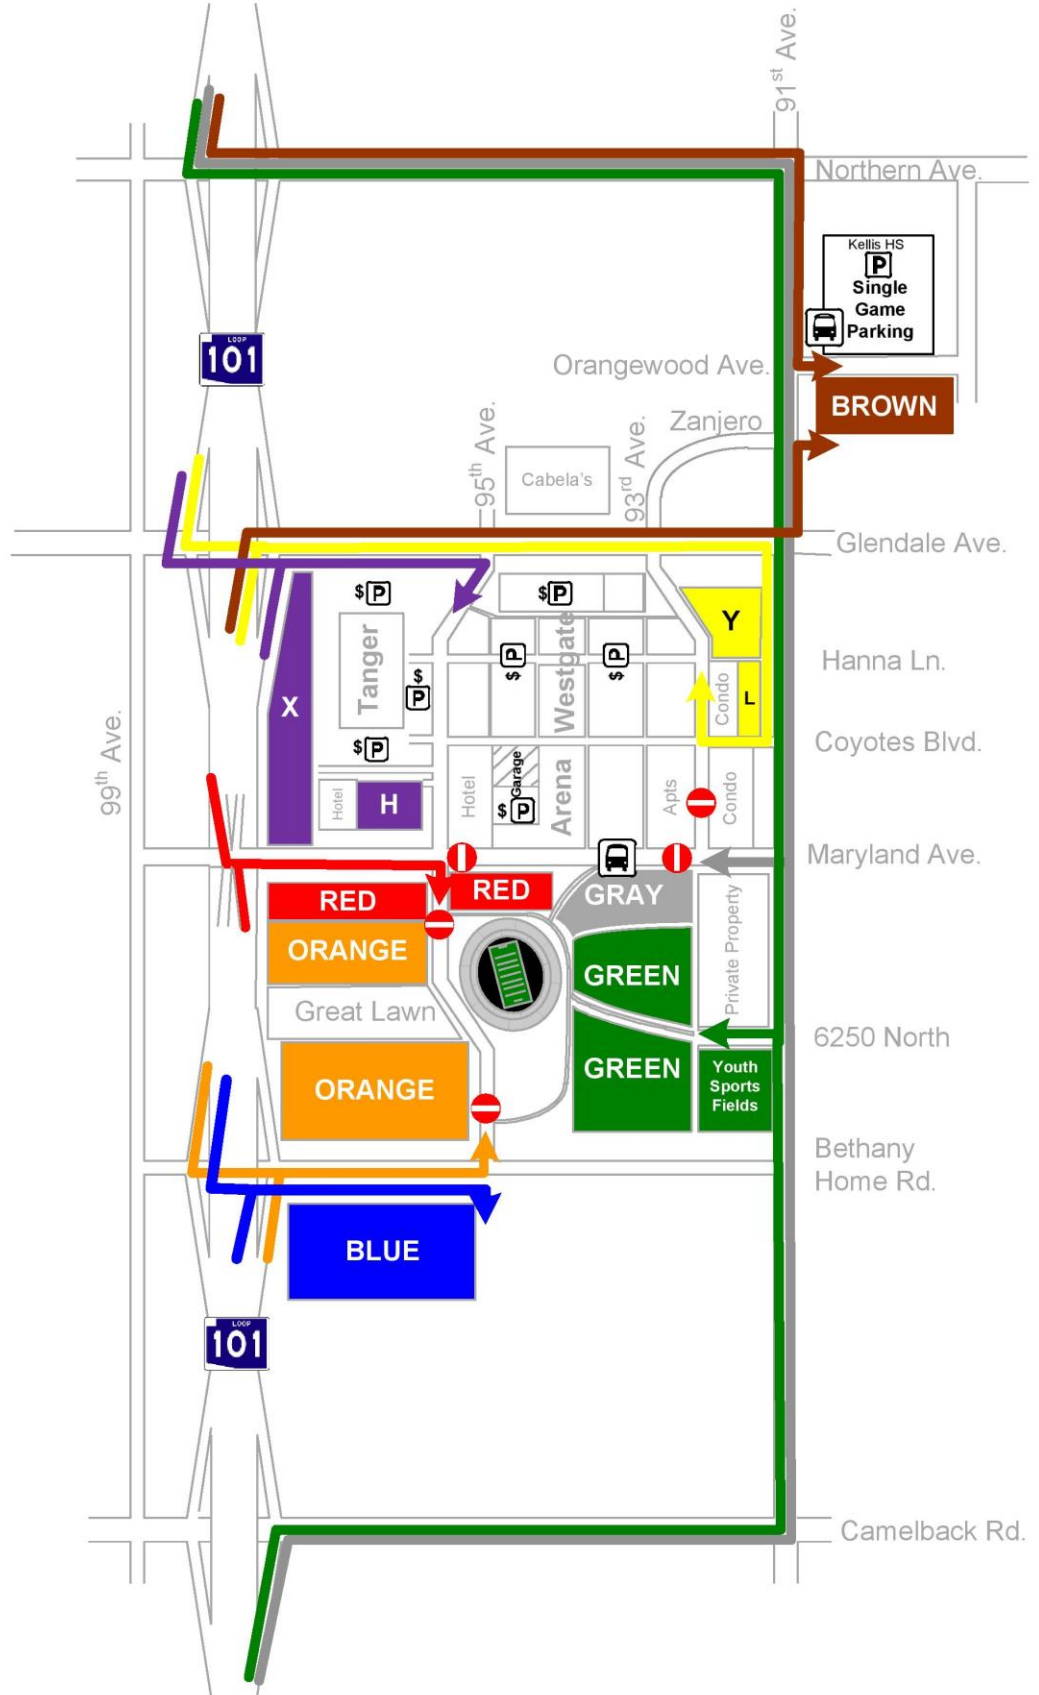 91st Ave.
Northern Ave.
Kellis HS
P
Single
Game
Parking
LOOP
101
Orangewood Ave.
BROWN
Zanjero
95th Ave.
93rd Ave.
Cabela's
Glendale Ave.
$ P
$ P
Y
Hanna Ln.
Tanger
Westgate
$ P
$ P
$ P
X
Condo
L
99th Ave.
Coyotes Blvd.
$ P
Hotel
H
Hotel
Garage
$ P
Arena
Apts
Condo
Maryland Ave.
RED
RED
GRAY
ORANGE
GREEN
Private Property
Great Lawn
6250 North
ORANGE
GREEN
Youth
Sports
Fields
Bethany
Home Rd.
BLUE
LOOP
101
Camelback Rd.